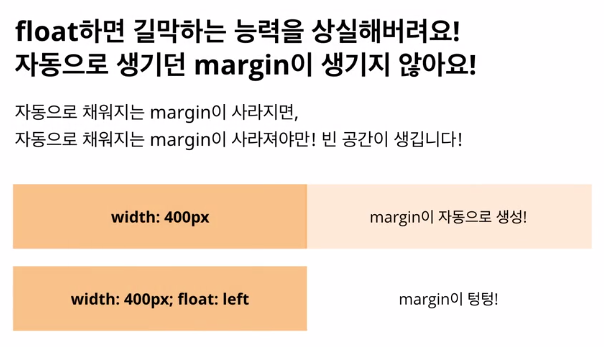 float하면 길막하는 능력을 상실해버려요!
자동으로 생기던 margin이 생기지 않아요!
자동으로 채워지는 margin이 사라지면,
자동으로 채워지는 margin이 사라져야만! 빈 공간이 생깁니다!
width: 400px
margin이 자동으로 생성!
width: 400px; float: left
margin이 텅텅!